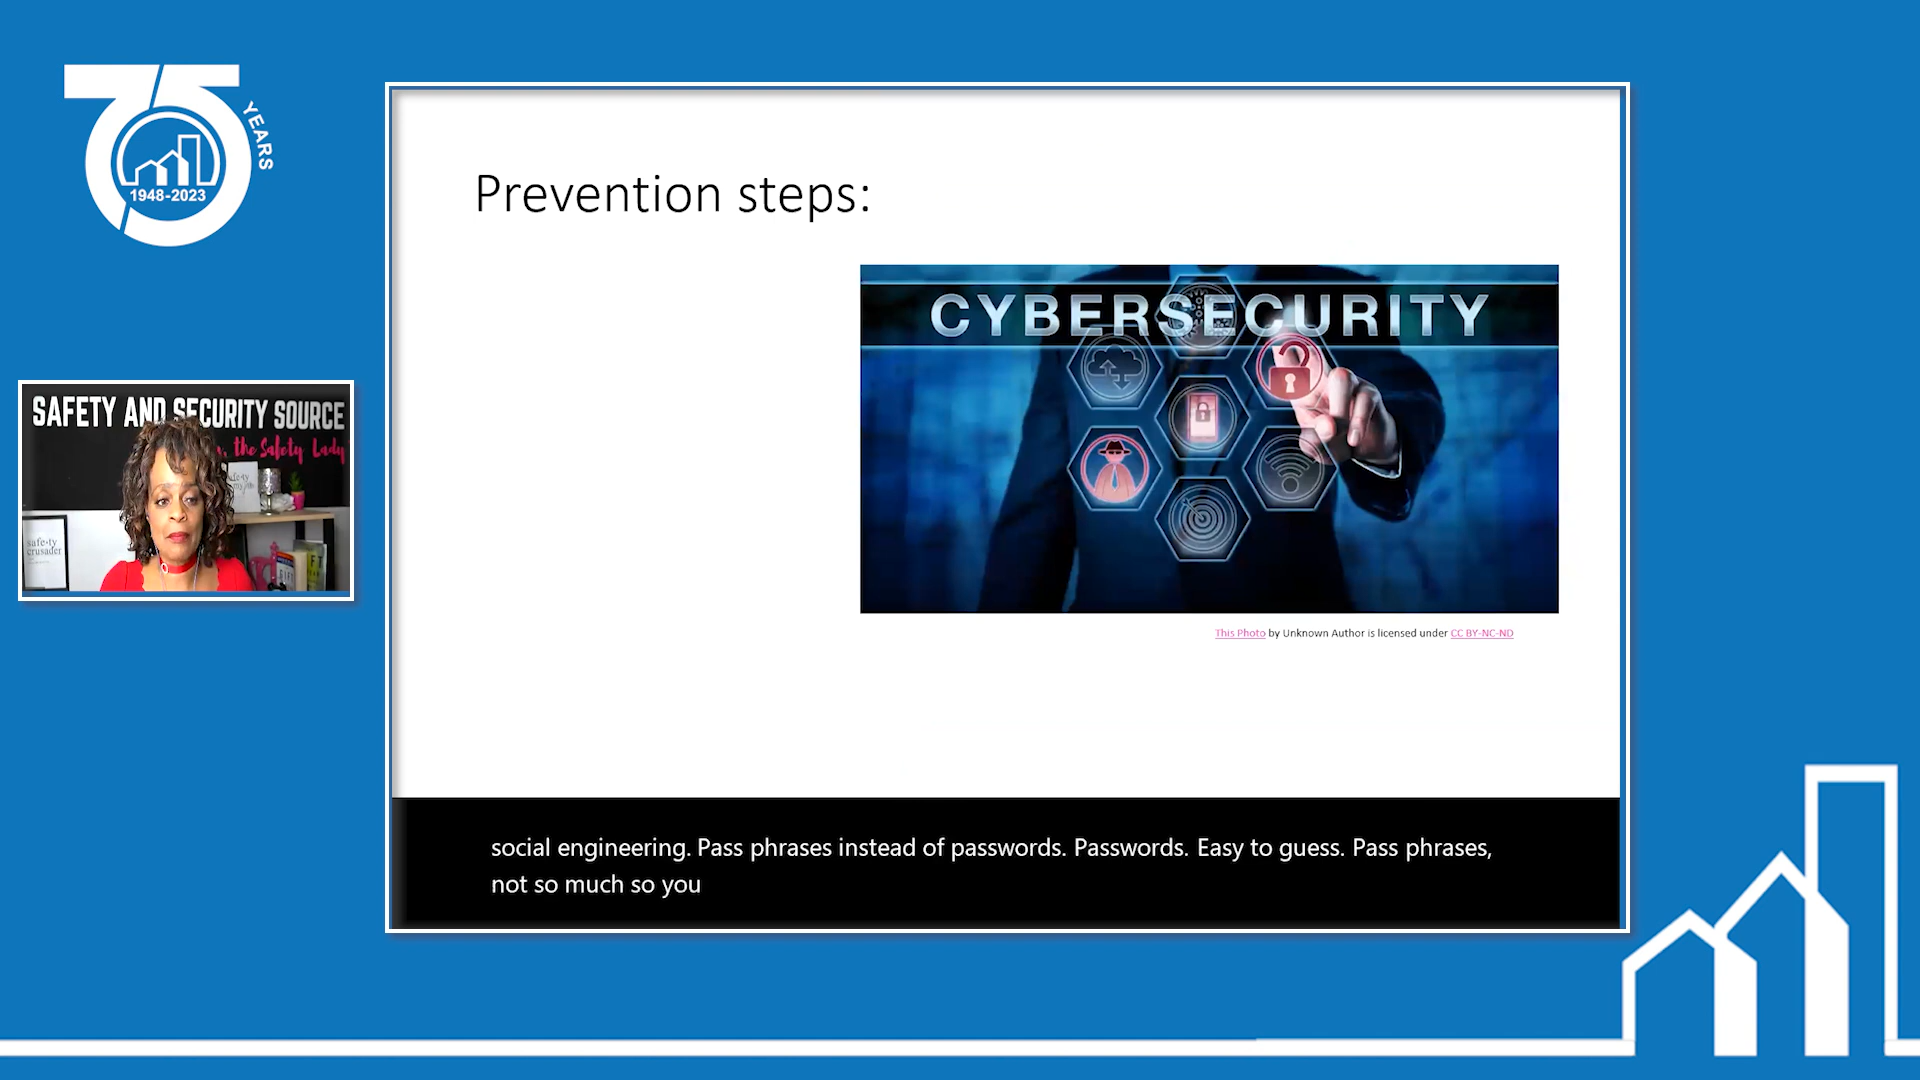 75
YEARS
1948-2023
Prevention steps:
CYBERSECURITY
This Photo by Unknown Author is licensed under CC BY-NC-ND
SAFETY AND SECURITY SOURCE
the Safety Lady
safe·ty
crusader
social engineering. Pass phrases instead of passwords. Passwords. Easy to guess. Pass phrases,
not so much so you